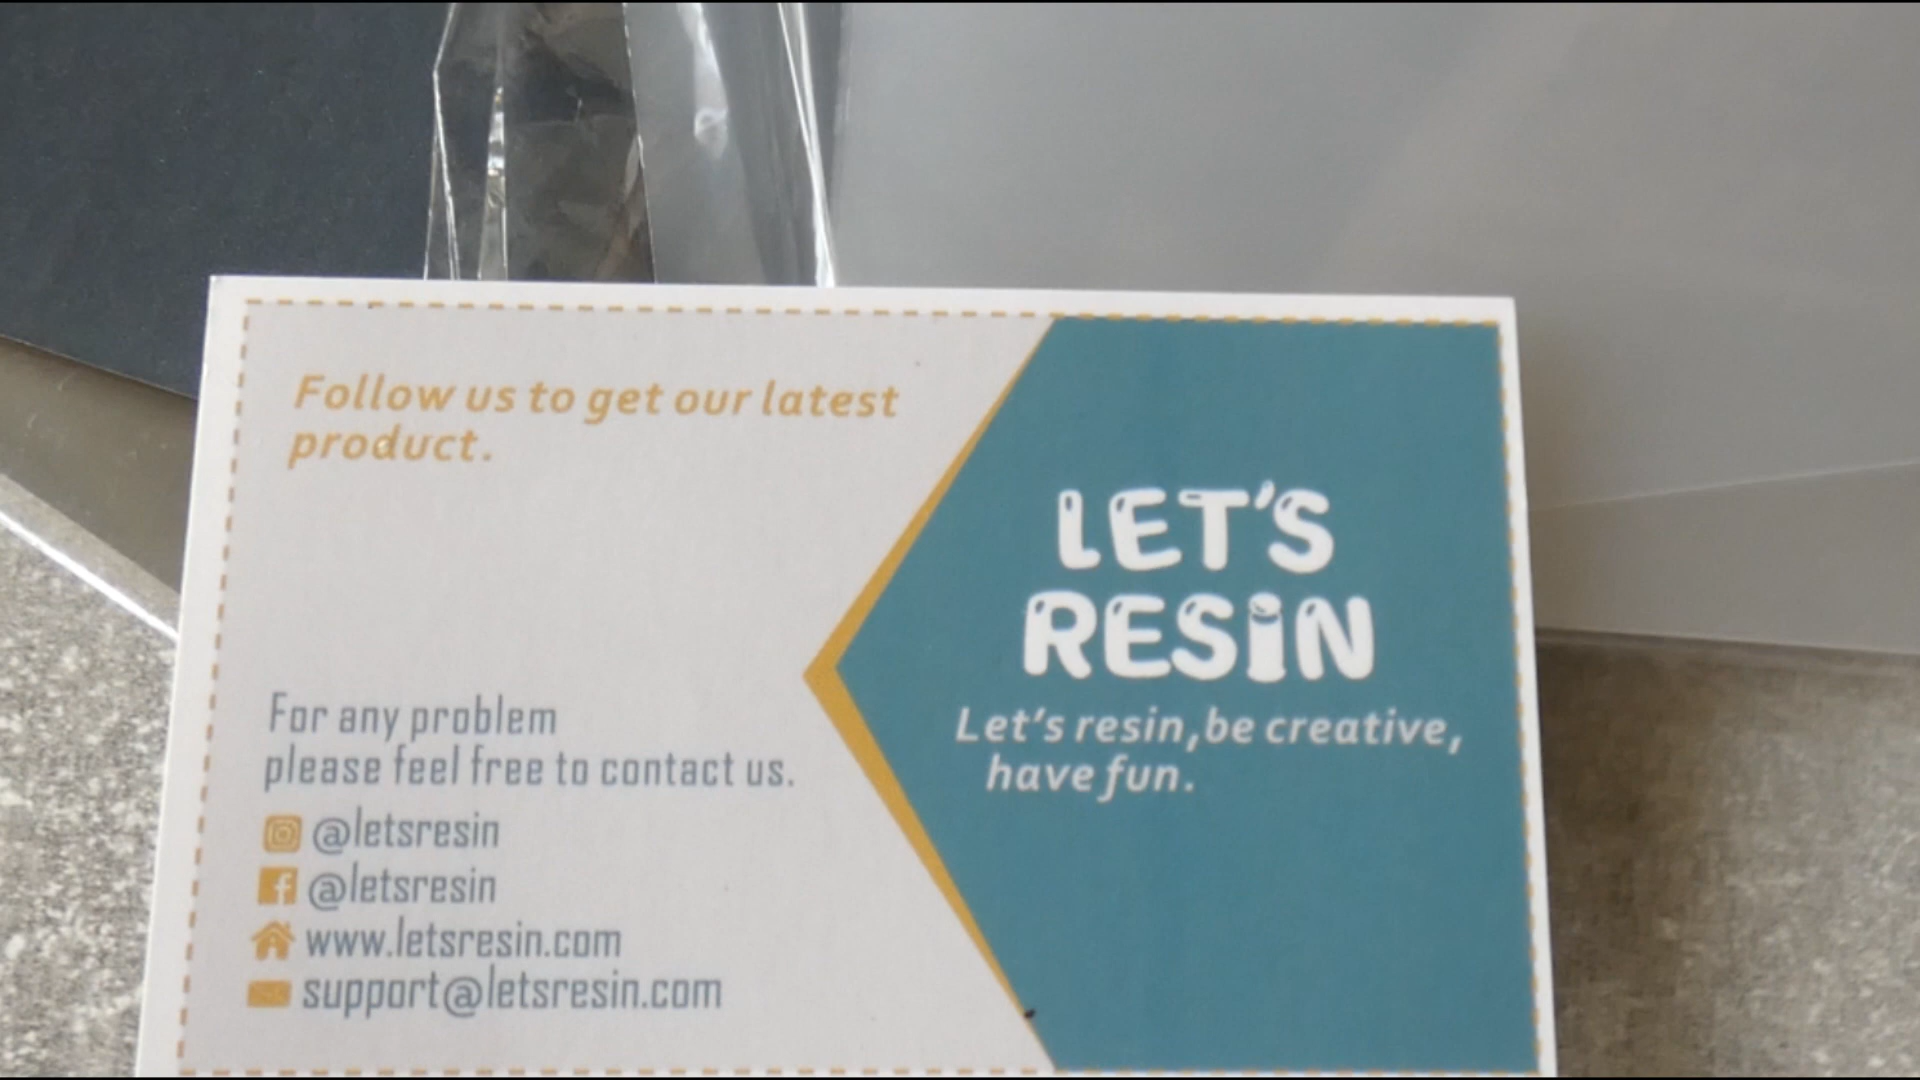 Follow us to get our latest
product.
For any problem
please feel free to contact us.
@letsresin
@letsresin
www.letsresin.com
support@letsresin.com
LET'S
RESiN
Let's resin,be creative,
have fun.